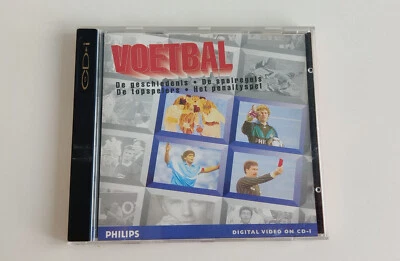 CD-i
VOETBAL
De geschiedenis • De spelregels
De topspelers • Het penaltyspel
PHILIPS
DIGITAL VIDEO ON CD-i